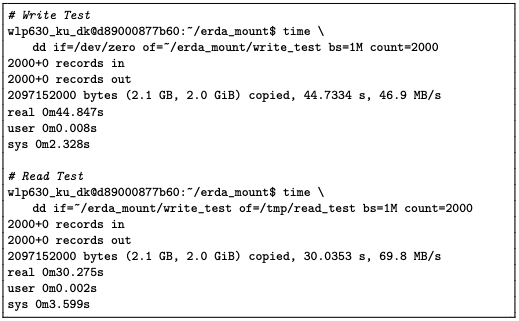 # Write Test
wlp630_ku_dk@d89000877b60:~/erda_mount$ time \
dd if=/dev/zero of=~/erda_mount/write_test bs=1M count=2000
2000+0 records in
2000+0 records out
2097152000 bytes (2.1 GB, 2.0 GiB) copied, 44.7334 s, 46.9 MB/s
real 0m44.847s
user 0m0.008s
sys 0m2.328s
# Read Test
wlp630_ku_dk@d89000877b60:~/erda_mount$ time \
dd if=~/erda_mount/write_test of=/tmp/read_test bs=1M count=2000
2000+0 records in
2000+0 records out
2097152000 bytes (2.1 GB, 2.0 GiB) copied, 30.0353 s, 69.8 MB/s
real 0m30.275s
user 0m0.002s
sys 0m3.599s